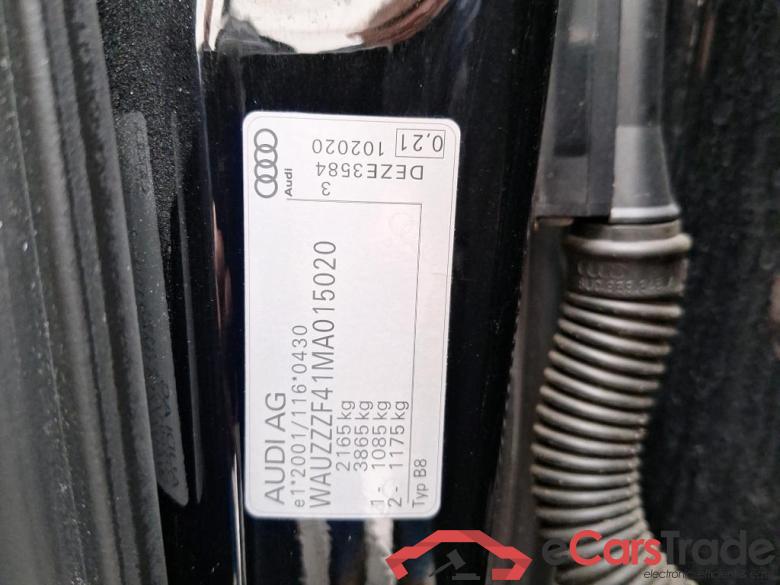 AUDI AG
e1*2001/116*0430
WAUZZZF41MA015020
2165 kg
3865 kg
1- 1085 kg
2- 1175 kg
Typ B8
Audi
3
DEZE3584
102020
0,21
eCarsTrade